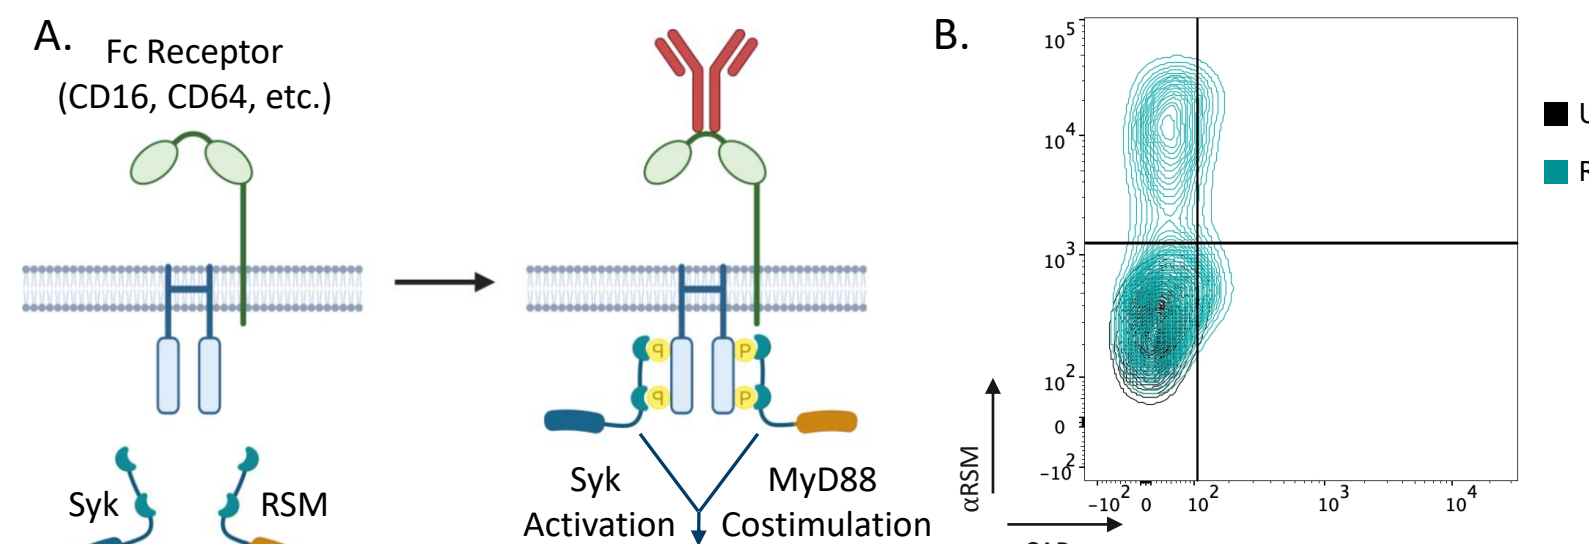 A.
Fc Receptor
(CD16, CD64, etc.)
P
P
P
P
Syk
RSM
Syk
Activation
MyD88
Costimulation
B.
10^5
10^4
10^3
10^2
0
-10^2
αRSM
-10^2 0 10^2 10^3 10^4